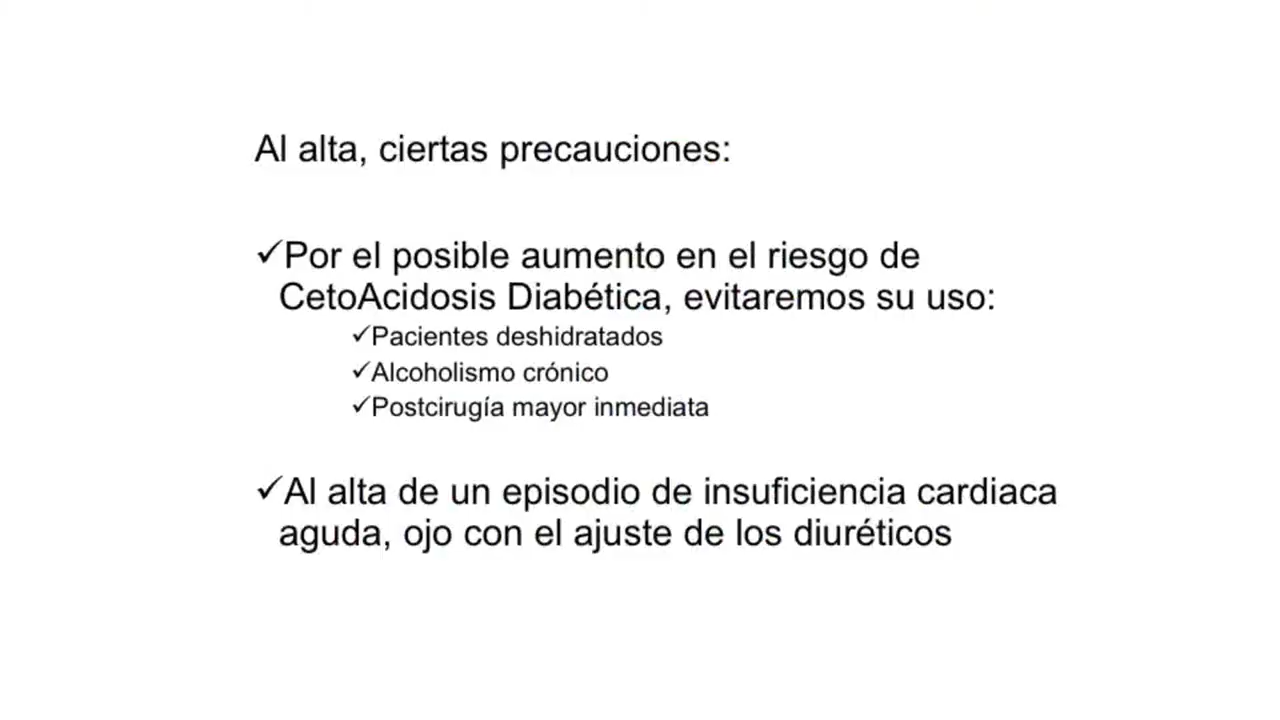 Al alta, ciertas precauciones:
✓Por el posible aumento en el riesgo de
CetoAcidosis Diabética, evitaremos su uso:
✓Pacientes deshidratados
✓Alcoholismo crónico
✓Postcirugía mayor inmediata
✓Al alta de un episodio de insuficiencia cardiaca
aguda, ojo con el ajuste de los diuréticos